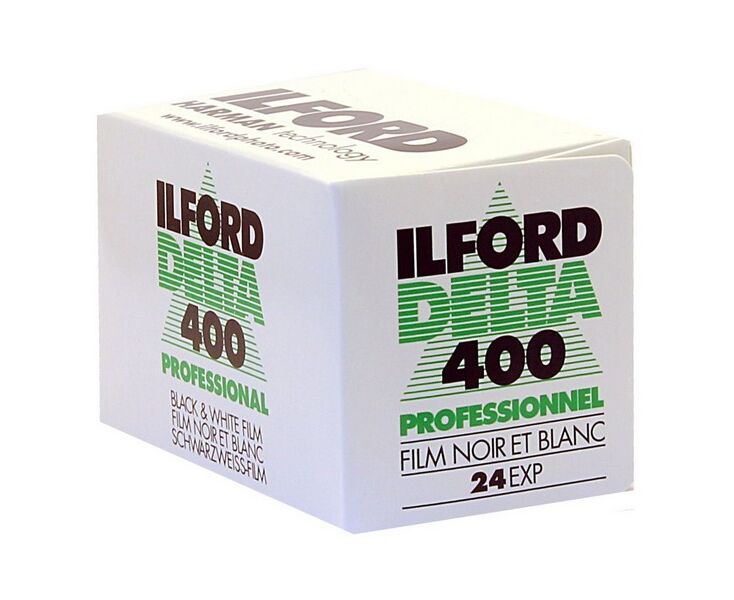 ILFORD
HARMAN technology
www.ilfordphoto.com
ILFORD
DELTA
400
PROFESSIONAL
BLACK & WHITE FILM
FILM NOIR ET BLANC
SCHWARZWEISS-FILM
ILFORD
DELTA
400
PROFESSIONNEL
FILM NOIR ET BLANC
24 EXP